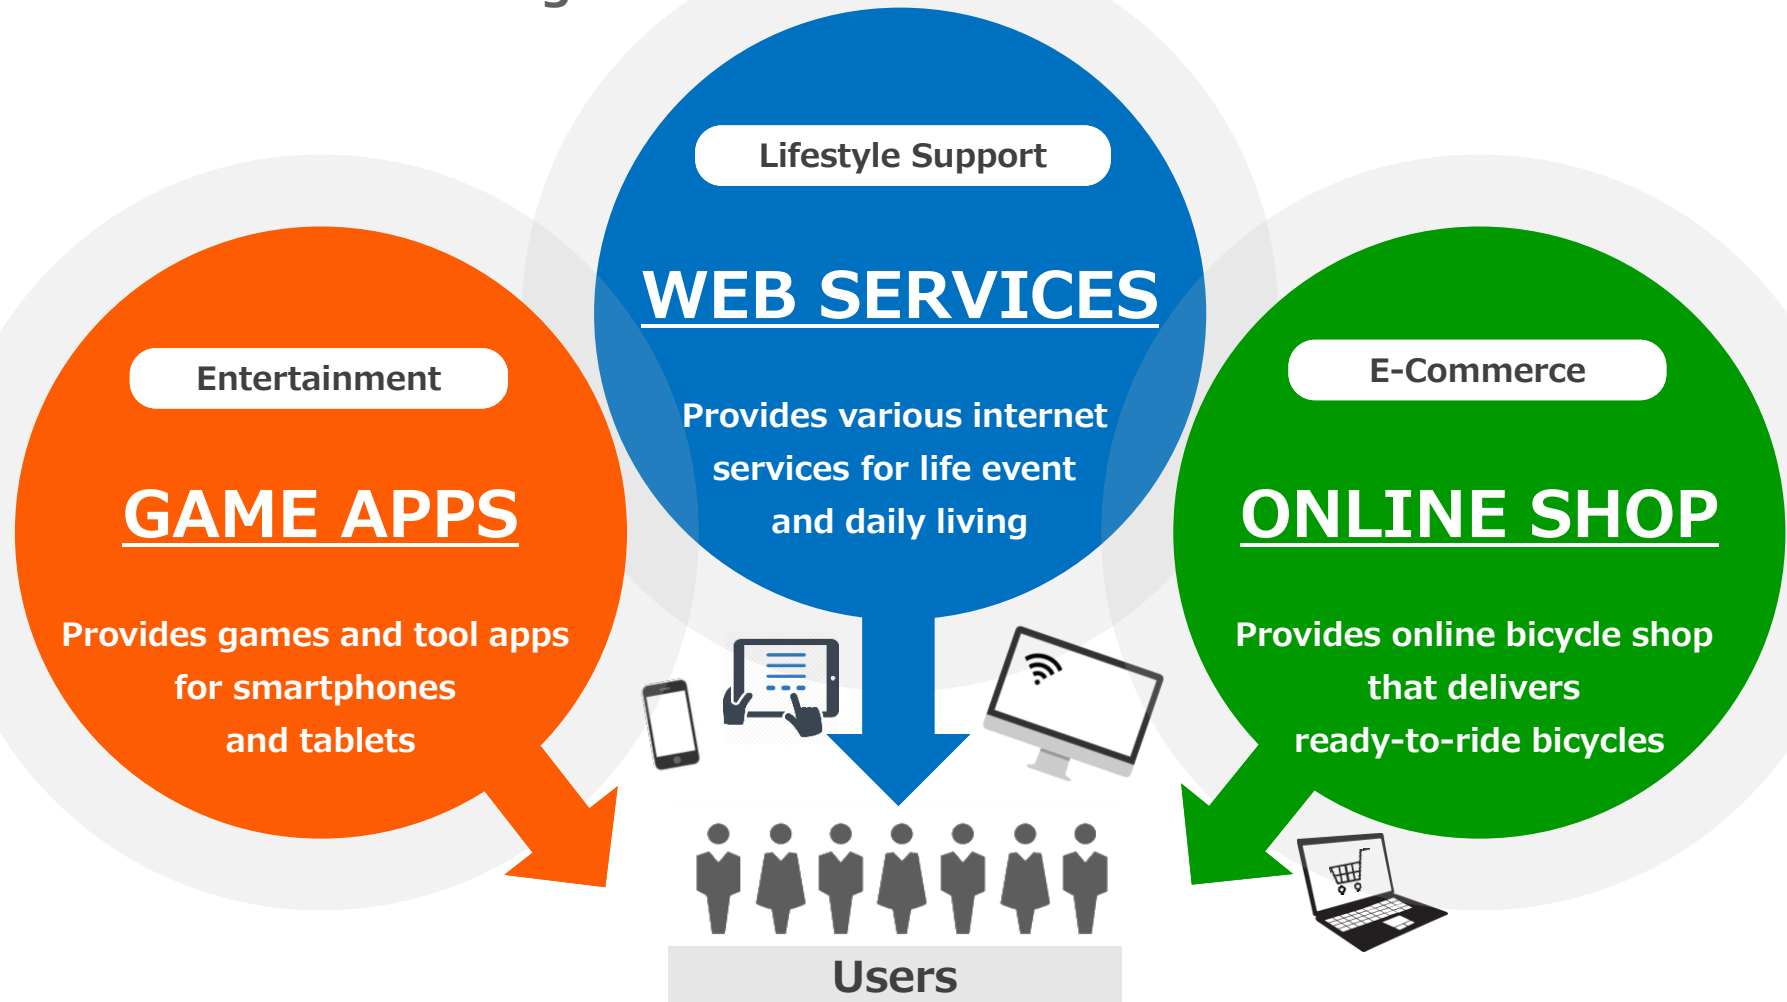 Lifestyle Support
WEB SERVICES
Provides various internet
services for life event
and daily living
Entertainment
GAME APPS
Provides games and tool apps
for smartphones
and tablets
E-Commerce
ONLINE SHOP
Provides online bicycle shop
that delivers
ready-to-ride bicycles
Users